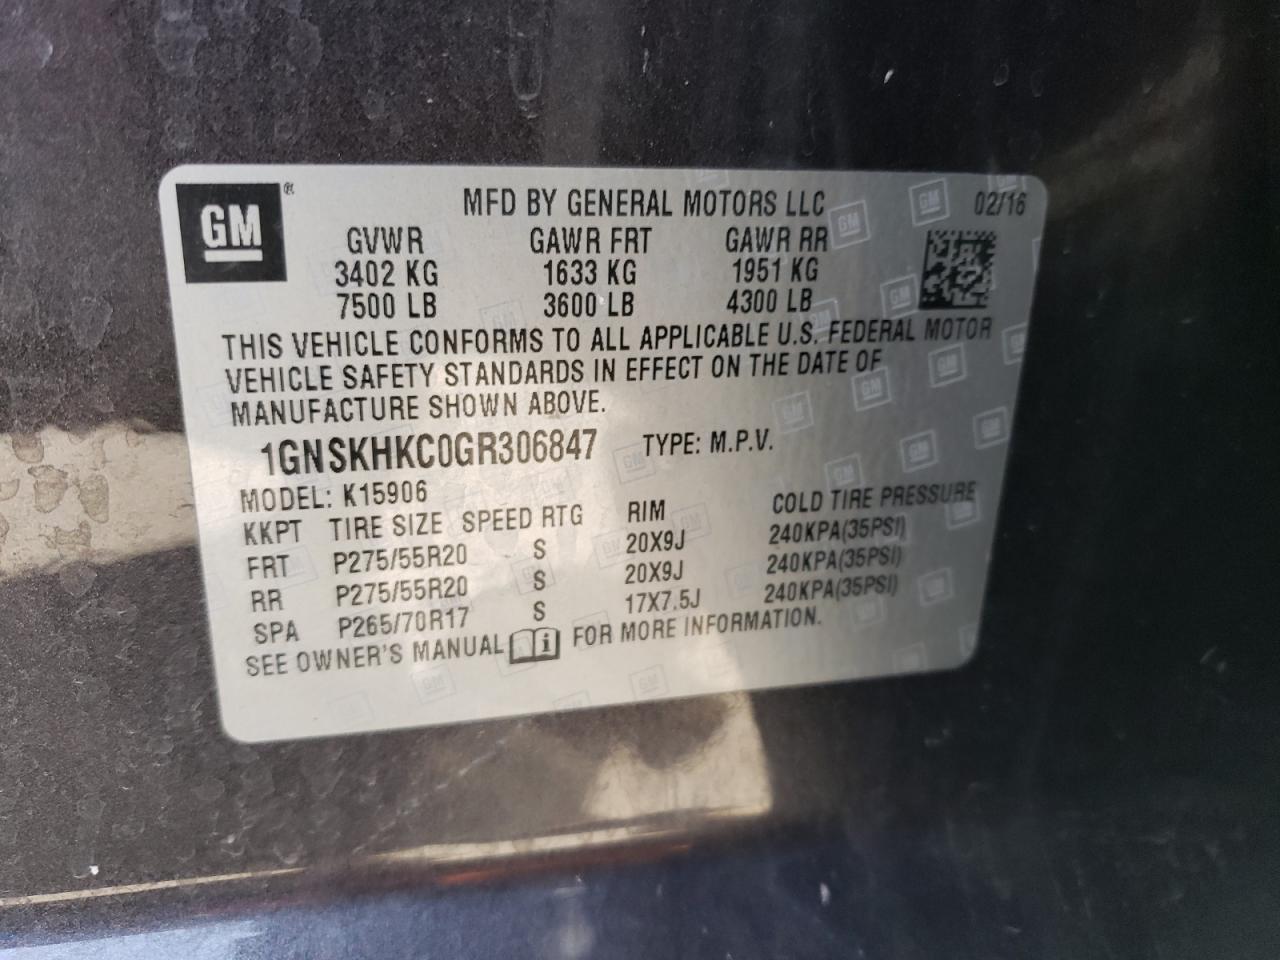 GM ®
MFD BY GENERAL MOTORS LLC 02/16
GVWR GAWR FRT GAWR RR
3402 KG 1633 KG 1951 KG
7500 LB 3600 LB 4300 LB
THIS VEHICLE CONFORMS TO ALL APPLICABLE U.S. FEDERAL MOTOR
VEHICLE SAFETY STANDARDS IN EFFECT ON THE DATE OF
MANUFACTURE SHOWN ABOVE.
1GNSKHKC0GR306847 TYPE: M.P.V.
MODEL: K15906
KKPT TIRE SIZE SPEED RTG RIM COLD TIRE PRESSURE
FRT P275/55R20 S 20X9J 240KPA(35PSI)
RR P275/55R20 S 20X9J 240KPA(35PSI)
SPA P265/70R17 S 17X7.5J 240KPA(35PSI)
SEE OWNER'S MANUAL FOR MORE INFORMATION.